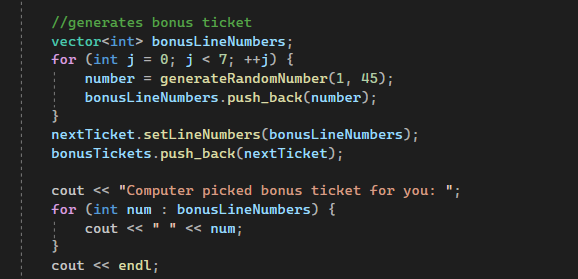 //generates bonus ticket
vector<int> bonusLineNumbers;
for (int j = 0; j < 7; ++j) {
number = generateRandomNumber(1, 45);
bonusLineNumbers.push_back(number);
}
nextTicket.setLineNumbers(bonusLineNumbers);
bonusTickets.push_back(nextTicket);
cout << "Computer picked bonus ticket for you: ";
for (int num : bonusLineNumbers) {
cout << " " << num;
}
cout << endl;